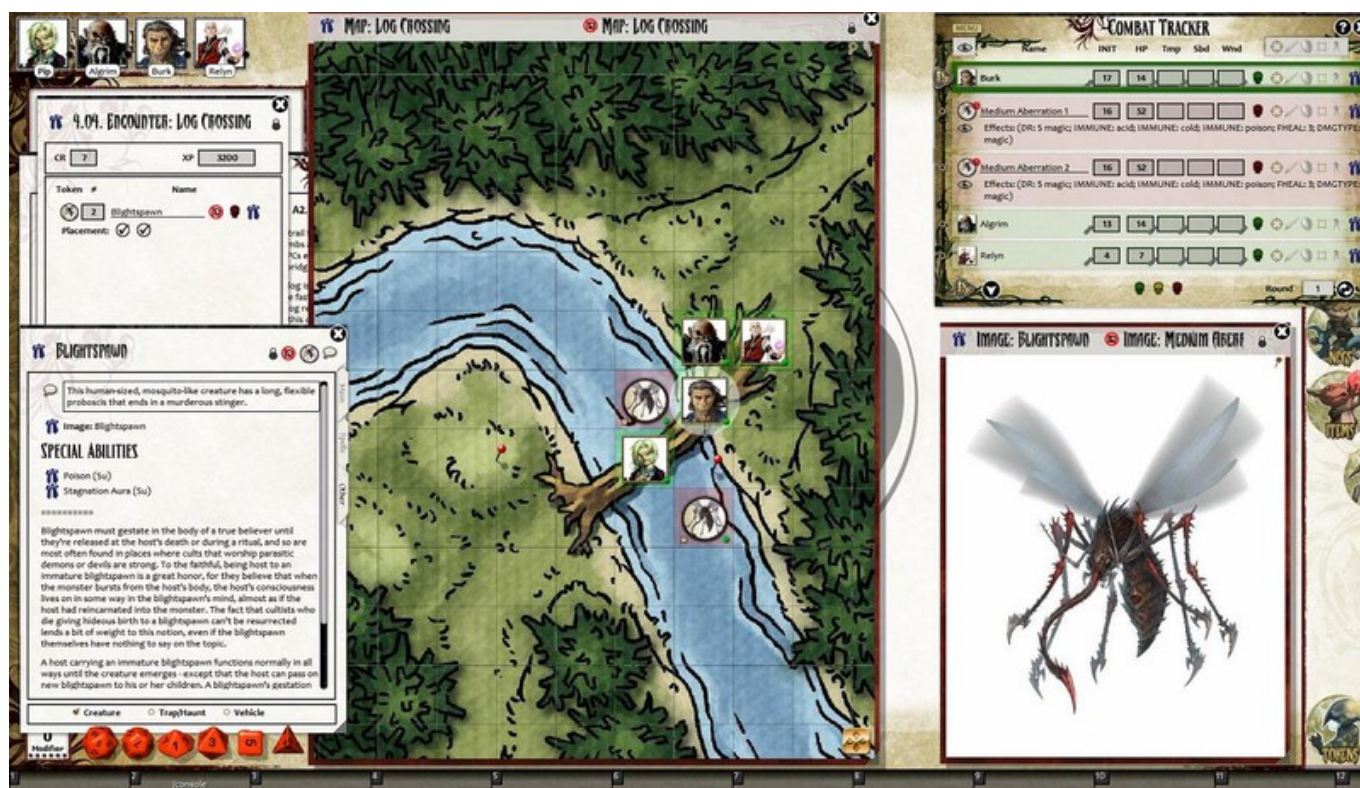 Pip
Algrim
Burk
Relyn
4.04. Encounter: Log Crossing
CR 7 XP 3200
Token # Name
2 Blightspawn
Placement:
A2.
Blightspawn
This human-sized, mosquito-like creature has a long, flexible
proboscis that ends in a murderous stinger.
Image: Blightspawn
Special Abilities
Poison (Su)
Stagnation Aura (Su)
==========
Blightspawn must gestate in the body of a true believer until
they're released at the host's death or during a ritual, and so are
most often found in places where cults that worship parasitic
demons or devils are strong. To the faithful, being host to an
immature blightspawn is a great honor, for they believe that when
the monster bursts from the host's body, the host's consciousness
lives on in some way in the blightspawn's mind, almost as if the
host had reincarnated into the monster. The fact that cultists who
die giving hideous birth to a blightspawn can't be resurrected
lends a bit of weight to this notion, even if the blightspawn
themselves have nothing to say on the topic.
A host carrying an immature blightspawn functions normally in all
ways until the creature emerges - except that the host can pass on
new blightspawn to his or her children. A blightspawn's gestation
Creature Trap/Haunt Vehicle
Main
Spells
Other
0
Modifier
Map: Log Crossing Map: Log Crossing
Menu
Combat Tracker
Name INIT HP Tmp Sbd Wnd
Burk 17 14
Medium Aberration 1 16 52
Effects: (DR: 5 magic; IMMUNE: acid; IMMUNE: cold; IMMUNE: poison; FHEAL: 3; DMGTYPE
magic)
Medium Aberration 2 16 52
Effects: (DR: 5 magic; IMMUNE: acid; IMMUNE: cold; IMMUNE: poison; FHEAL: 3; DMGTYPE
magic)
Algrim 13 14
Relyn 4 7
Round 1
Image: Blightspawn Image: Medium Aberr
NPCs
Items
Tokens
1 2 3 4 5 6 7 8 9 10 11 12
/console